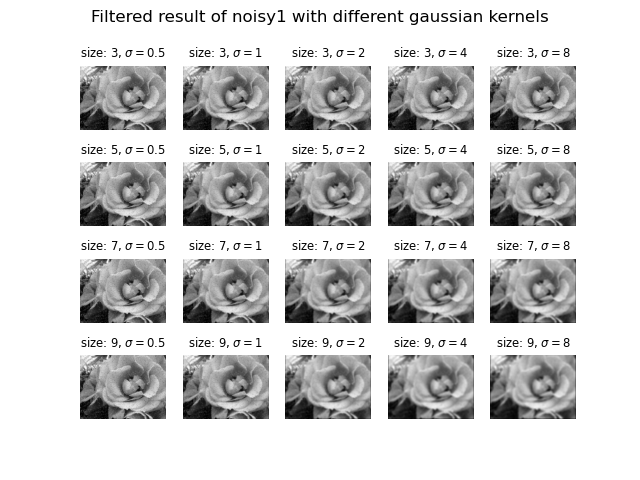 Filtered result of noisy1 with different gaussian kernels
size: 3, σ = 0.5 size: 3, σ = 1 size: 3, σ = 2 size: 3, σ = 4 size: 3, σ = 8
size: 5, σ = 0.5 size: 5, σ = 1 size: 5, σ = 2 size: 5, σ = 4 size: 5, σ = 8
size: 7, σ = 0.5 size: 7, σ = 1 size: 7, σ = 2 size: 7, σ = 4 size: 7, σ = 8
size: 9, σ = 0.5 size: 9, σ = 1 size: 9, σ = 2 size: 9, σ = 4 size: 9, σ = 8